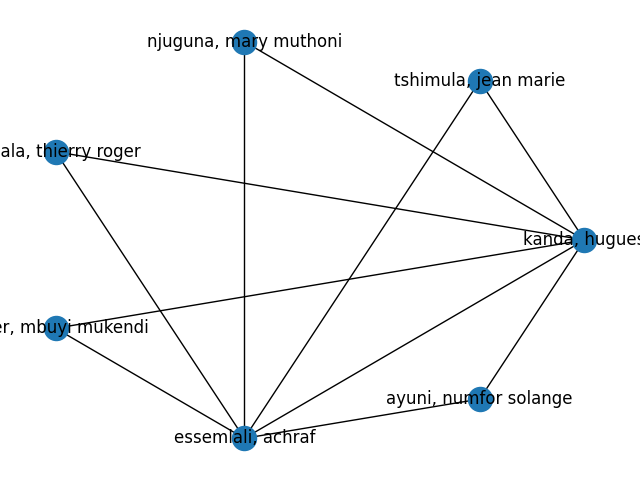 njuguna, mary muthoni
tshimula, jean marie
ala, thierry roger
kanda, hugues
er, mbuyi mukendi
ayuni, numfor solange
essemlali, achraf